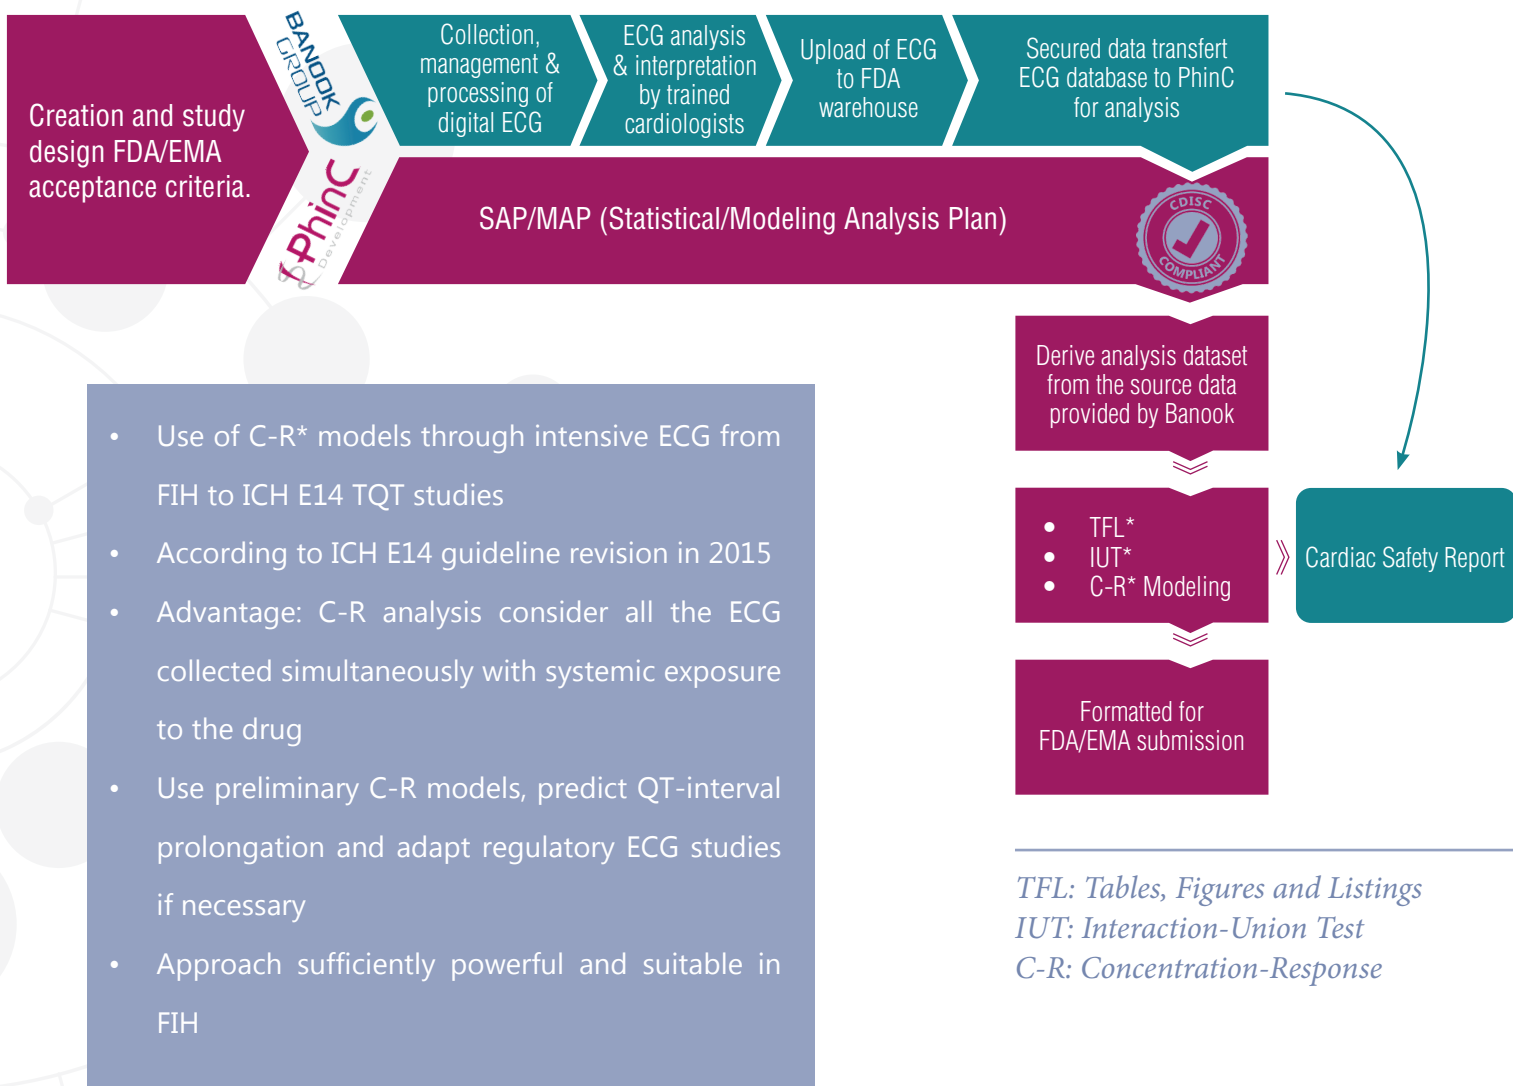 Creation and study
design FDA/EMA
acceptance criteria.
BANOOK
GROUP
PhinC
Development
Collection,
management &
processing of
digital ECG
ECG analysis
& interpretation
by trained
cardiologists
Upload of ECG
to FDA
warehouse
Secured data transfert
ECG database to PhinC
for analysis
SAP/MAP (Statistical/Modeling Analysis Plan)
CDISC
COMPLIANT
Derive analysis dataset
from the source data
provided by Banook
• TFL*
• IUT*
• C-R* Modeling
Cardiac Safety Report
Formatted for
FDA/EMA submission
• Use of C-R* models through intensive ECG from
FIH to ICH E14 TQT studies
• According to ICH E14 guideline revision in 2015
• Advantage: C-R analysis consider all the ECG
collected simultaneously with systemic exposure
to the drug
• Use preliminary C-R models, predict QT-interval
prolongation and adapt regulatory ECG studies
if necessary
• Approach sufficiently powerful and suitable in
FIH
TFL: Tables, Figures and Listings
IUT: Interaction-Union Test
C-R: Concentration-Response